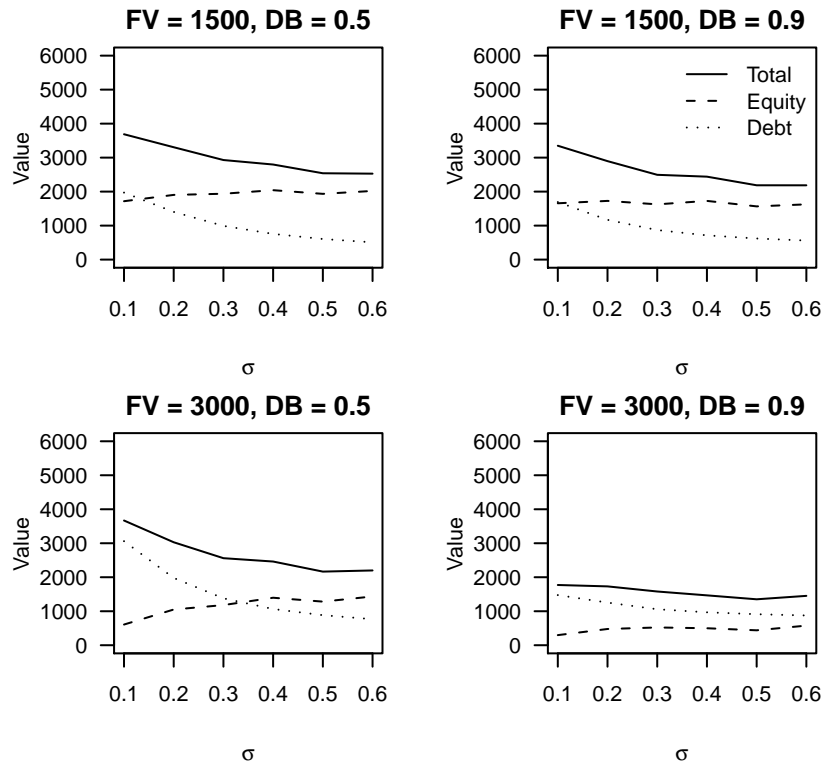 FV = 1500, DB = 0.5
Value
6000
5000
4000
3000
2000
1000
0
0.1 0.2 0.3 0.4 0.5 0.6
σ
FV = 1500, DB = 0.9
Value
6000
5000
4000
3000
2000
1000
0
Total
Equity
Debt
0.1 0.2 0.3 0.4 0.5 0.6
σ
FV = 3000, DB = 0.5
Value
6000
5000
4000
3000
2000
1000
0
0.1 0.2 0.3 0.4 0.5 0.6
σ
FV = 3000, DB = 0.9
Value
6000
5000
4000
3000
2000
1000
0
0.1 0.2 0.3 0.4 0.5 0.6
σ